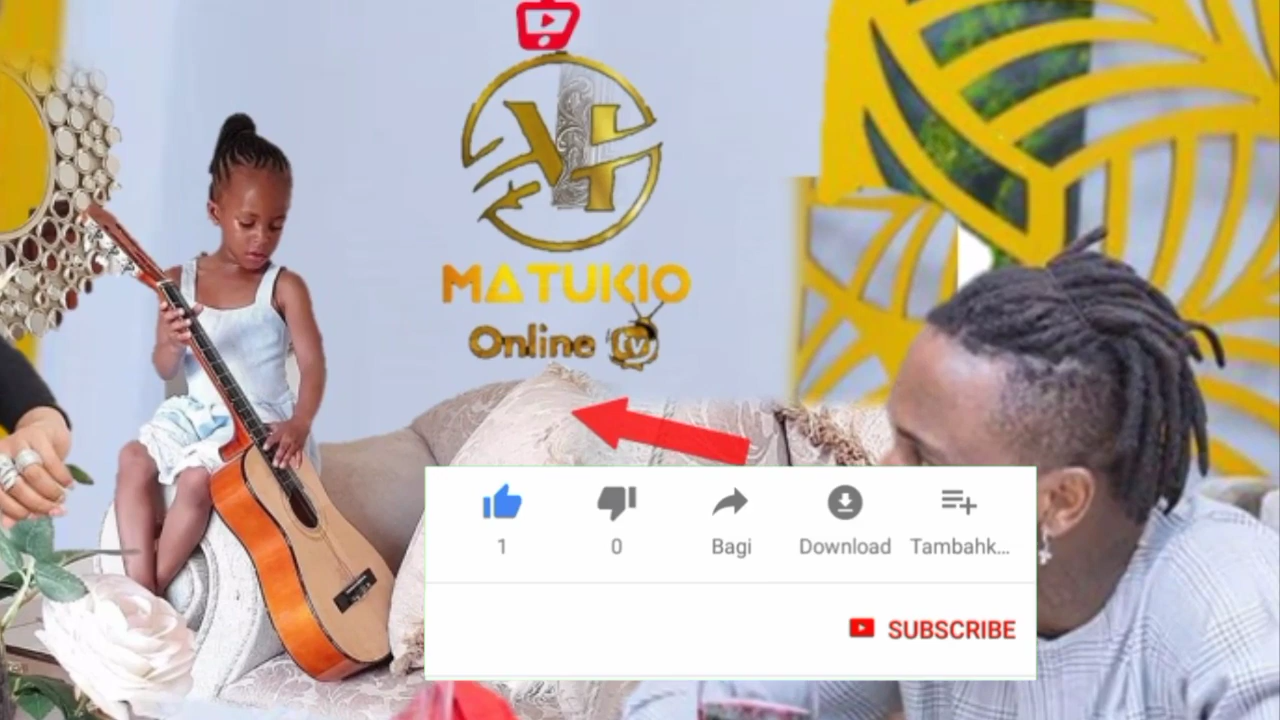 MATUKIO
Online tv
1
0
Bagi
Download
Tambahk...
SUBSCRIBE